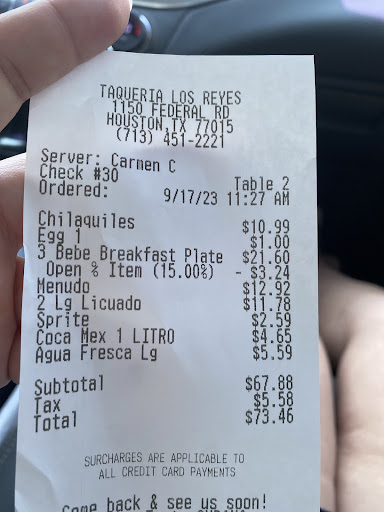 TAQUERIA LOS REYES
1150 FEDERAL RD
HOUSTON,TX 77015
(713) 451-2221
Server: Carmen C
Check #30 Table 2
Ordered: 9/17/23 11:27 AM
Chilaquiles $10.99
Egg 1 $1.00
3 Bebe Breakfast Plate $21.60
Open % Item (15.00%) - $3.24
Menudo $12.92
2 Lg Licuado $11.78
Sprite $2.59
Coca Mex 1 LITRO $4.65
Agua Fresca Lg $5.59
Subtotal $67.88
Tax $5.58
Total $73.46
SURCHARGES ARE APPLICABLE TO
ALL CREDIT CARD PAYMENTS
Come back & see us soon!